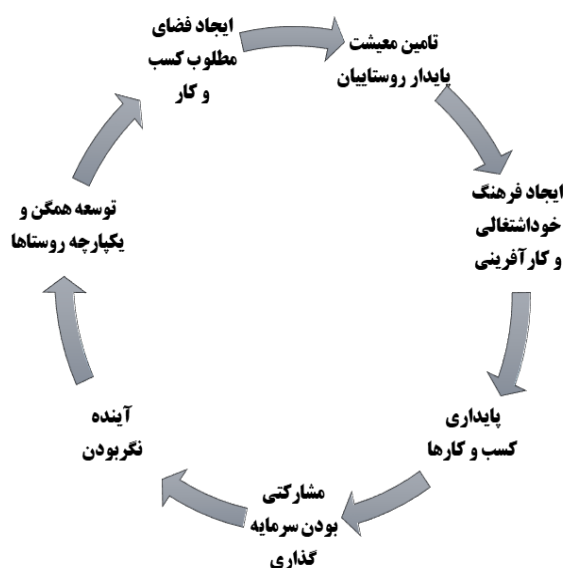 تامین معیشت
پایدار روستاییان
ایجاد فرهنگ
خوداشتغالی
و کارآفرینی
پایداری
کسب و کارها
مشارکتی
بودن سرمایه
گذاری
آینده
نگربودن
توسعه همگن و
یکپارچه روستاها
ایجاد فضای
مطلوب کسب
و کار